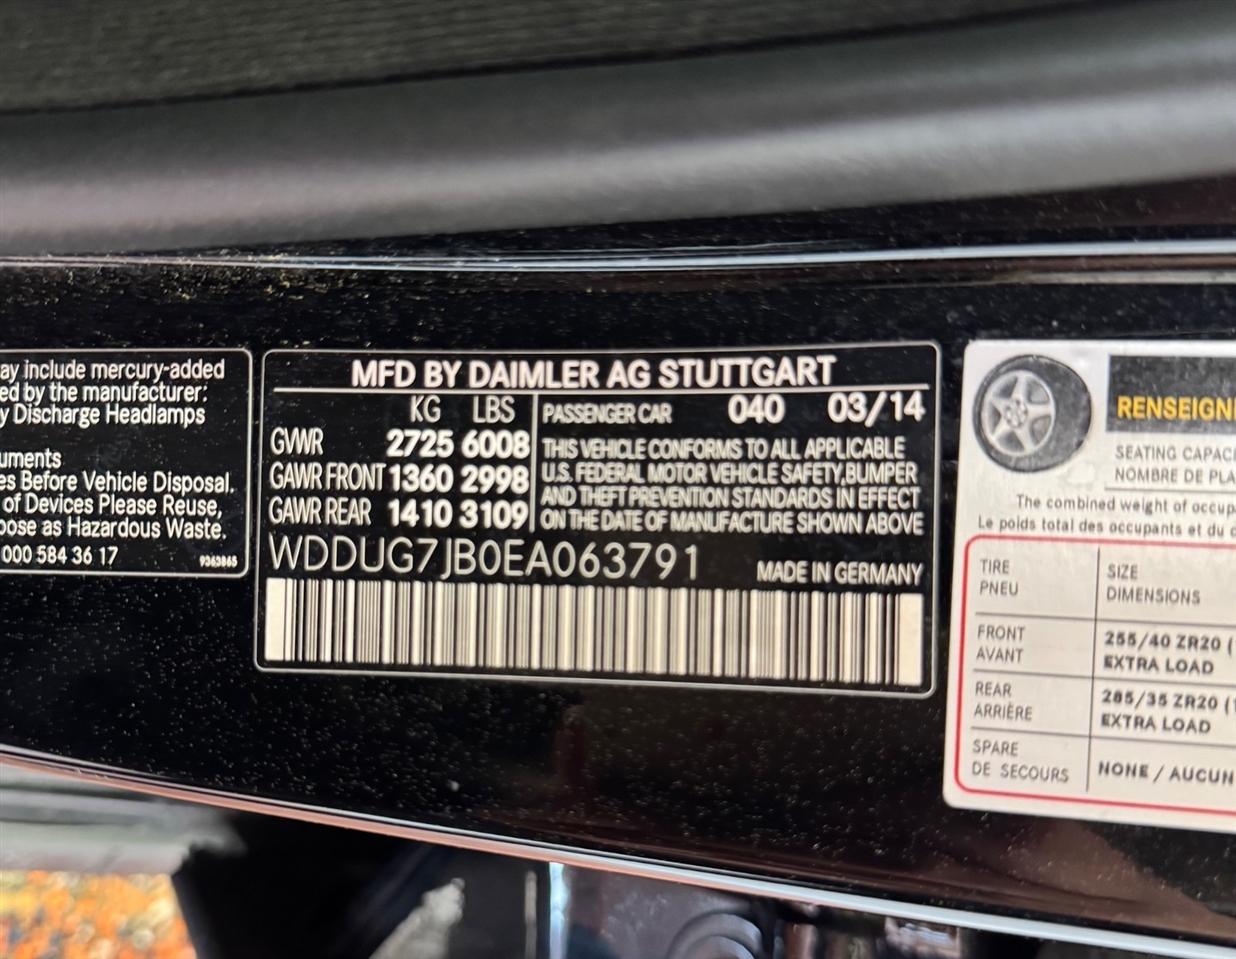 ay include mercury-added
ed by the manufacturer:
y Discharge Headlamps
uments
es Before Vehicle Disposal.
of Devices Please Reuse,
pose as Hazardous Waste.
000 584 36 17
9363865
MFD BY DAIMLER AG STUTTGART
KG LBS
GVWR 2725 6008
GAWR FRONT 1360 2998
GAWR REAR 1410 3109
PASSENGER CAR 040 03/14
THIS VEHICLE CONFORMS TO ALL APPLICABLE
U.S. FEDERAL MOTOR VEHICLE SAFETY,BUMPER
AND THEFT PREVENTION STANDARDS IN EFFECT
ON THE DATE OF MANUFACTURE SHOWN ABOVE
WDDUG7JB0EA063791
MADE IN GERMANY
RENSEIGN
SEATING CAPAC
NOMBRE DE PLA
The combined weight of occup
Le poids total des occupants et du c
TIRE
PNEU
SIZE
DIMENSIONS
FRONT
AVANT
255/40 ZR20 (1
EXTRA LOAD
REAR
ARRIÈRE
285/35 ZR20 (1
EXTRA LOAD
SPARE
DE SECOURS
NONE / AUCUN